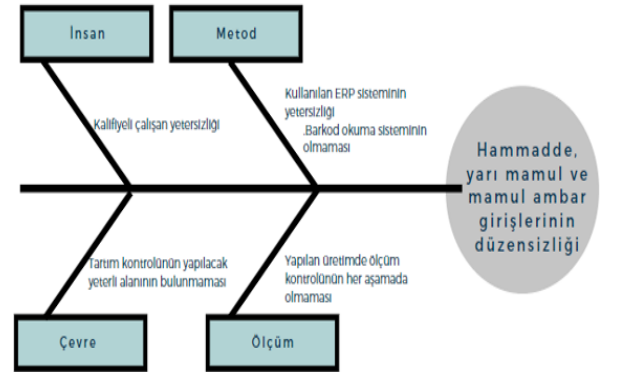 İnsan
Metod
Kalifiyeli çalışan yetersizliği
Kullanılan ERP sisteminin
yetersizliği
.Barkod okuma sisteminin
olmaması
Hammadde,
yarı mamul ve
mamul ambar
girişlerinin
düzensizliği
Tartım kontrolünün yapılacak
yeterli alanının bulunmaması
Yapılan üretimde ölçüm
kontrolünün her aşamada
olmaması
Çevre
Ölçüm